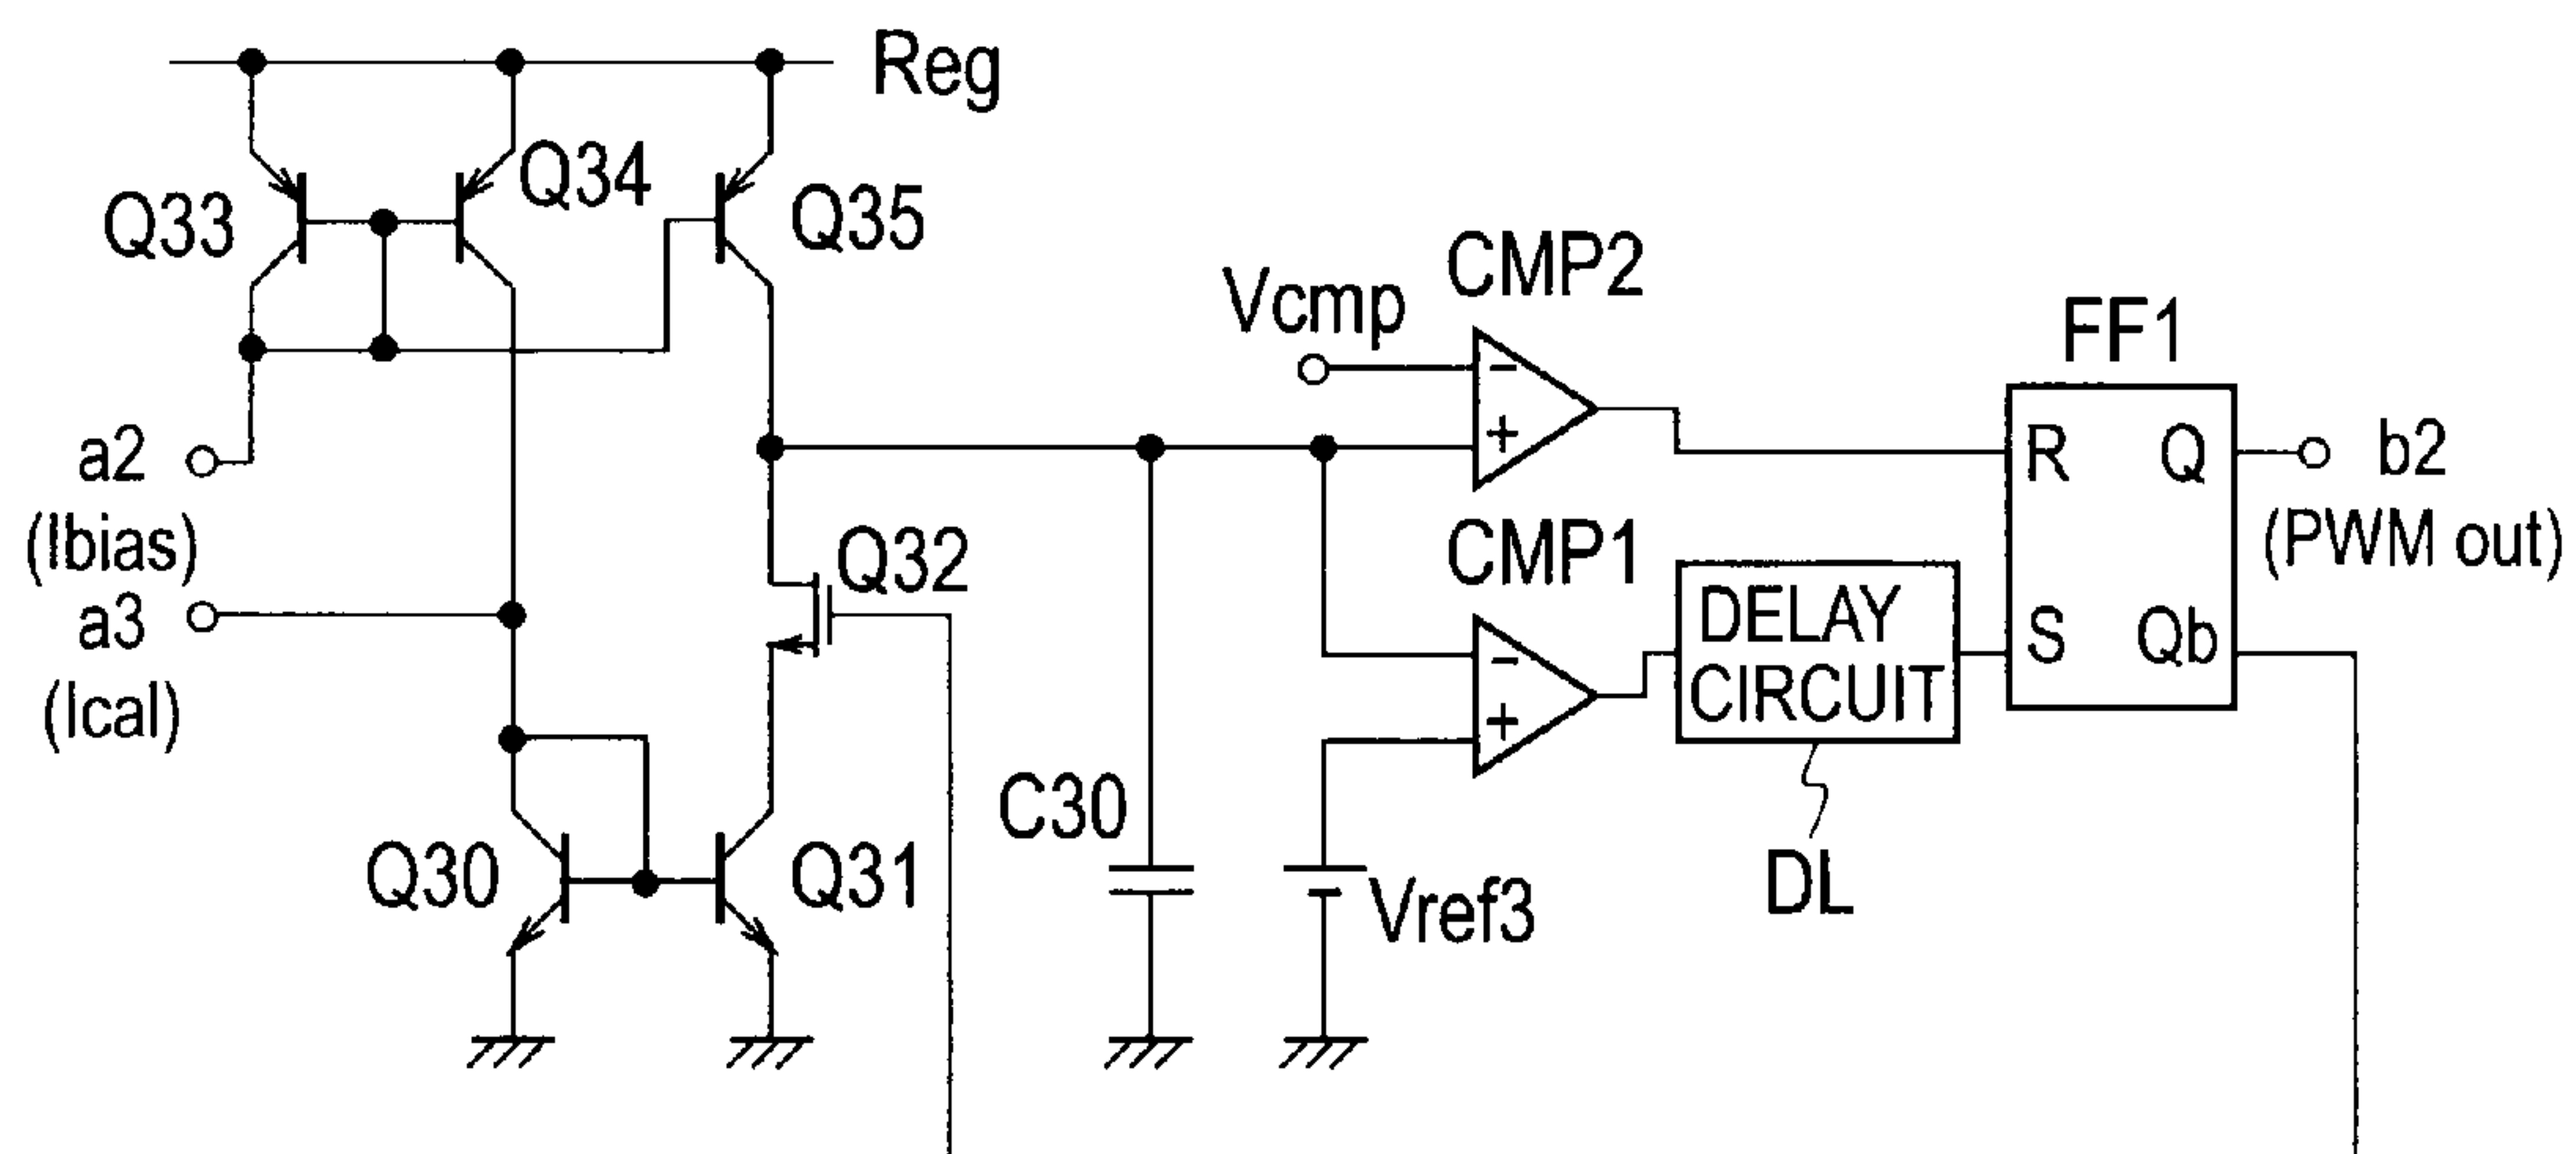 Reg
Q33
Q34
Q35
a2
(Ibias)
a3
(Ical)
Q32
Q30
Q31
C30
Vcmp
CMP2
-
+
CMP1
-
+
Vref3
DELAY
CIRCUIT
DL
FF1
R
Q
S
Qb
b2
(PWM out)